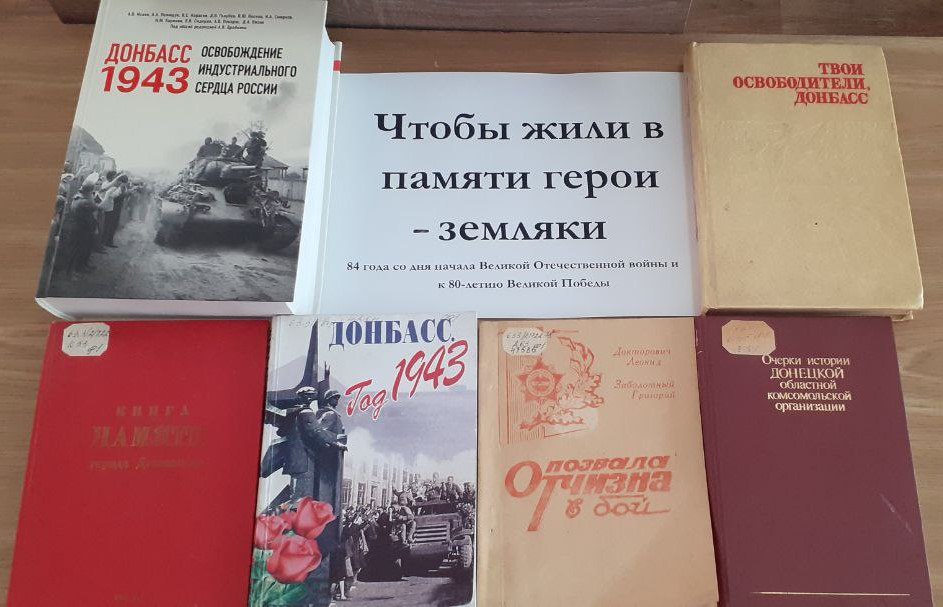 ДОНБАСС
1943
ОСВОБОЖДЕНИЕ
ИНДУСТРИАЛЬНОГО
СЕРДЦА РОССИИ
Чтобы жили в
памяти герои
- земляки
84 года со дня начала Великой Отечественной войны и
к 80-летию Великой Победы
ТВОИ
ОСВОБОДИТЕЛИ,
ДОНБАСС
КНИГА
ПАМЯТИ
ДОНБАСС.
Год 1943
Докторович
Леонид
Заболотный
Григорий
позвала
Отчизна
в бой
Очерки истории
ДОНЕЦКОЙ
областной
комсомольской
организации